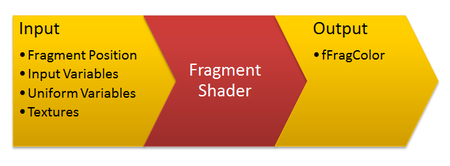 Input
• Fragment Position
• Input Variables
• Uniform Variables
• Textures
Fragment
Shader
Output
• fFragColor